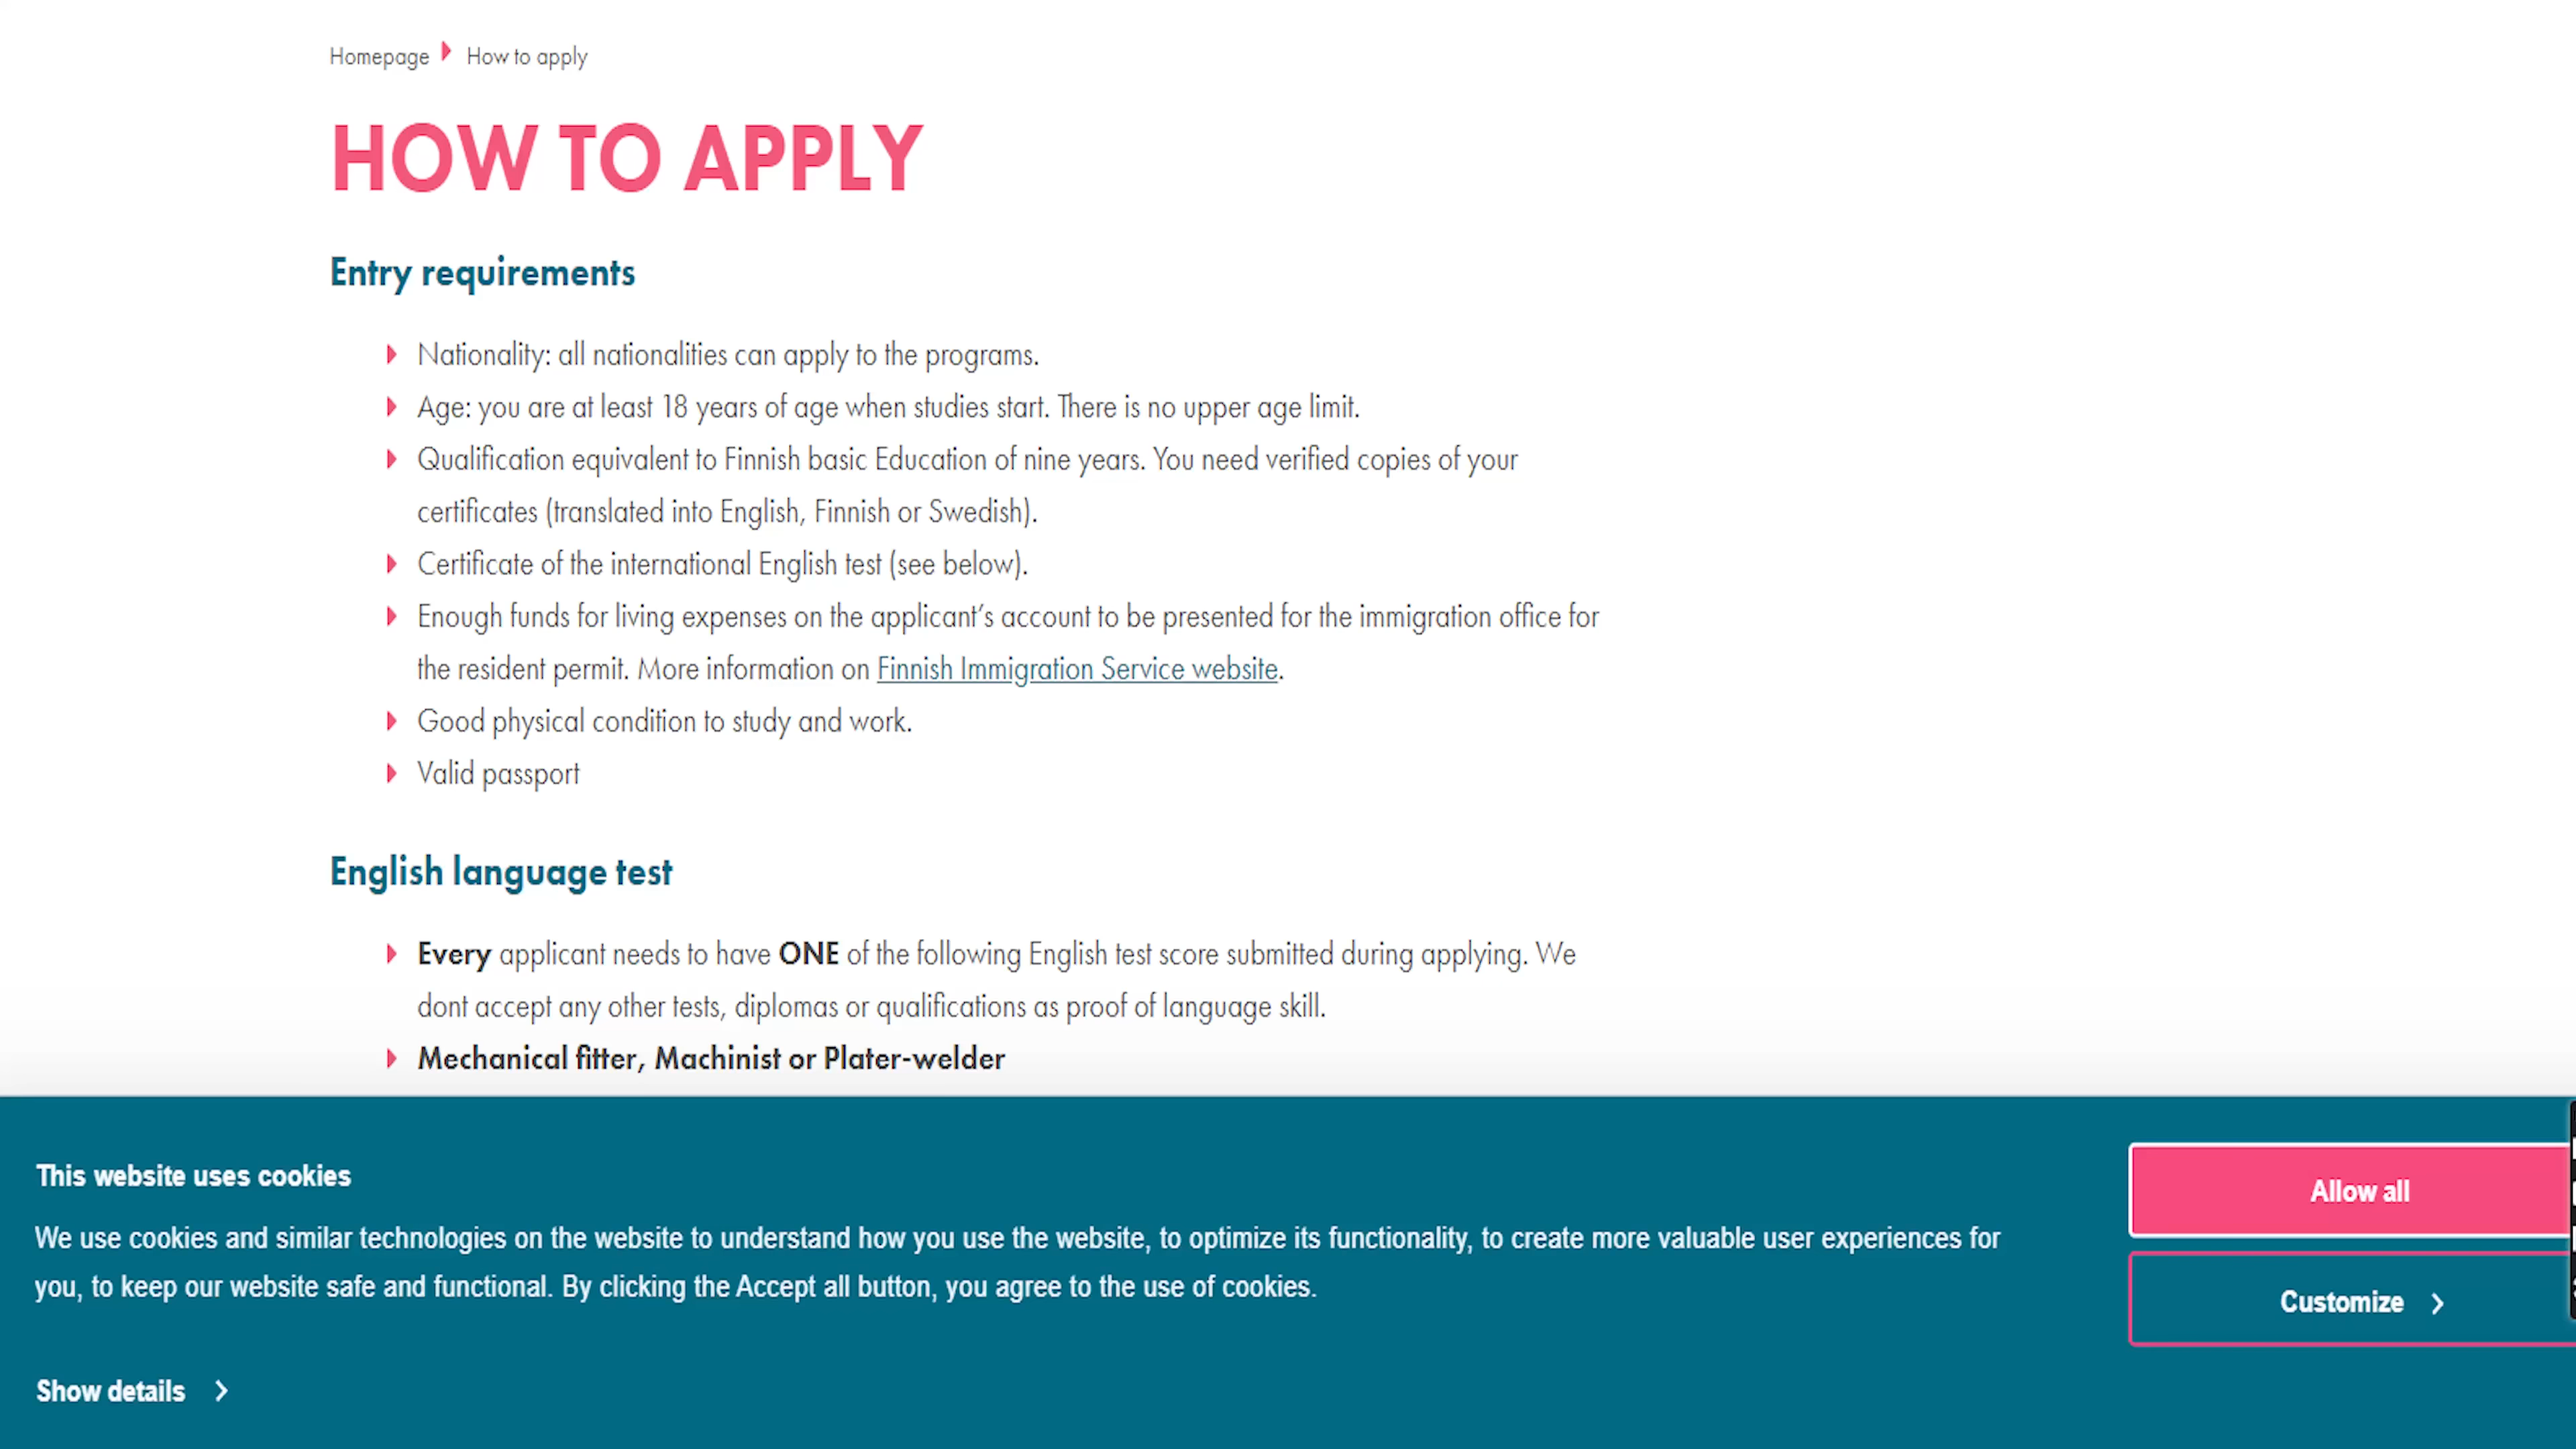 Homepage How to apply
HOW TO APPLY
Entry requirements
Nationality: all nationalities can apply to the programs.
Age: you are at least 18 years of age when studies start. There is no upper age limit.
Qualification equivalent to Finnish basic Education of nine years. You need verified copies of your
certificates (translated into English, Finnish or Swedish).
Certificate of the international English test (see below).
Enough funds for living expenses on the applicant's account to be presented for the immigration office for
the resident permit. More information on Finnish Immigration Service website.
Good physical condition to study and work.
Valid passport
English language test
Every applicant needs to have ONE of the following English test score submitted during applying. We
dont accept any other tests, diplomas or qualifications as proof of language skill.
Mechanical fitter, Machinist or Plater-welder
This website uses cookies
We use cookies and similar technologies on the website to understand how you use the website, to optimize its functionality, to create more valuable user experiences for
you, to keep our website safe and functional. By clicking the Accept all button, you agree to the use of cookies.
Allow all
Customize
Show details